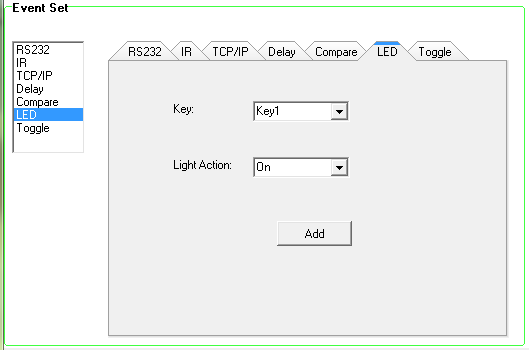 Event Set
RS232
IR
TCP/IP
Delay
Compare
LED
Toggle
RS232 IR TCP/IP Delay Compare LED Toggle
Key: Key1
Light Action: On
Add